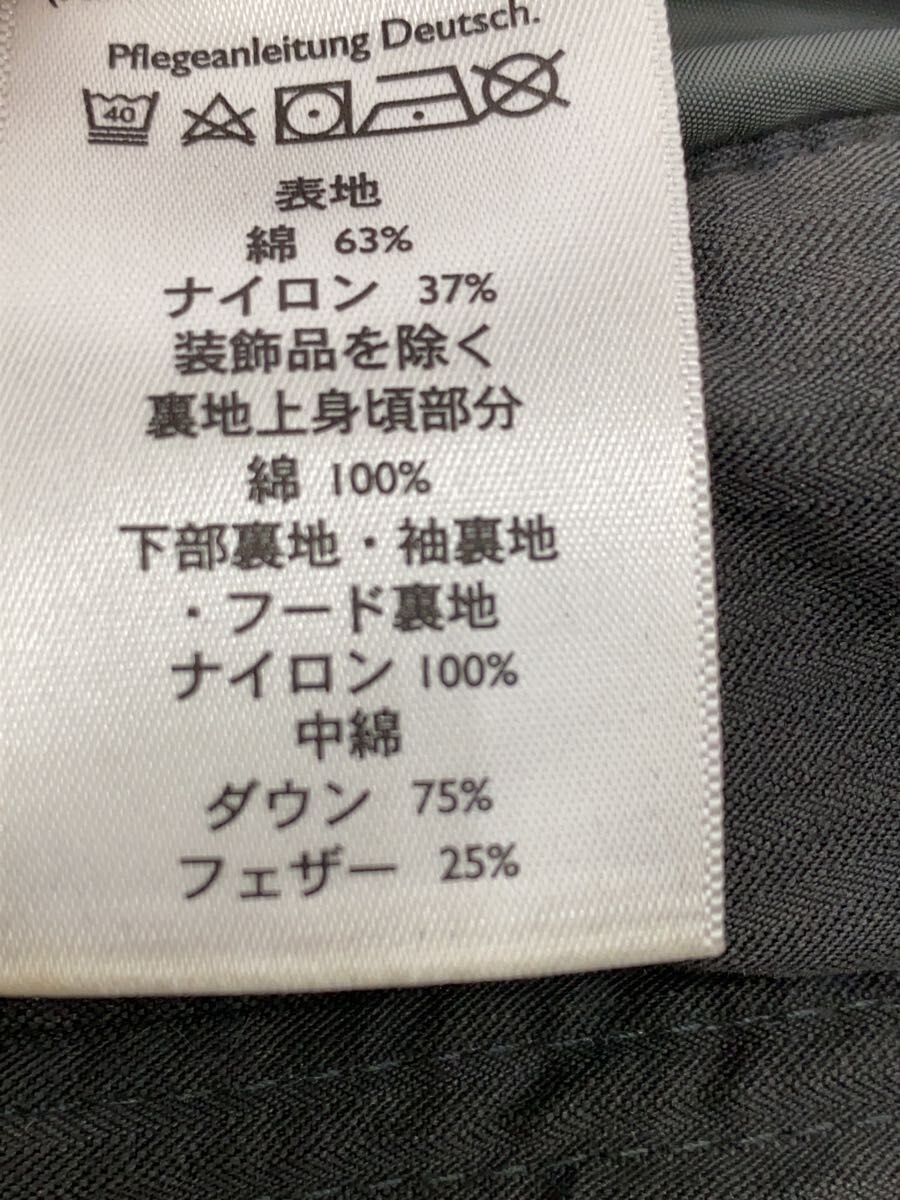 Pflegeanleitung Deutsch.
40
表地
綿 63%
ナイロン 37%
装飾品を除く
裏地上身頃部分
綿 100%
下部裏地・袖裏地
・フード裏地
ナイロン 100%
中綿
ダウン 75%
フェザー 25%